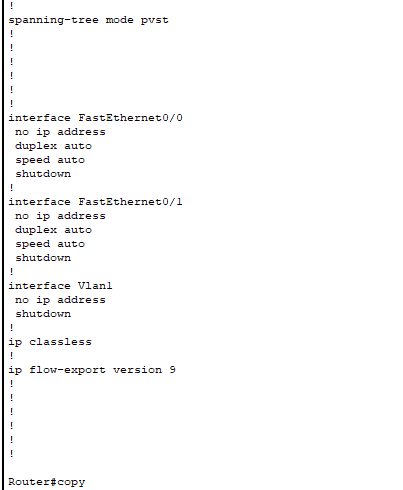 !
spanning-tree mode pvst
!
!
!
!
!
!
interface FastEthernet0/0
no ip address
duplex auto
speed auto
shutdown
!
interface FastEthernet0/1
no ip address
duplex auto
speed auto
shutdown
!
interface Vlan1
no ip address
shutdown
!
ip classless
!
ip flow-export version 9
!
!
!
!
!
!
Router#copy